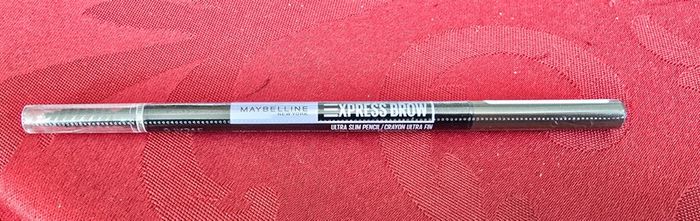 MAYBELLINE
NEW YORK
EXPRESS BROW
ULTRA SLIM PENCIL / CRAYON ULTRA FIN